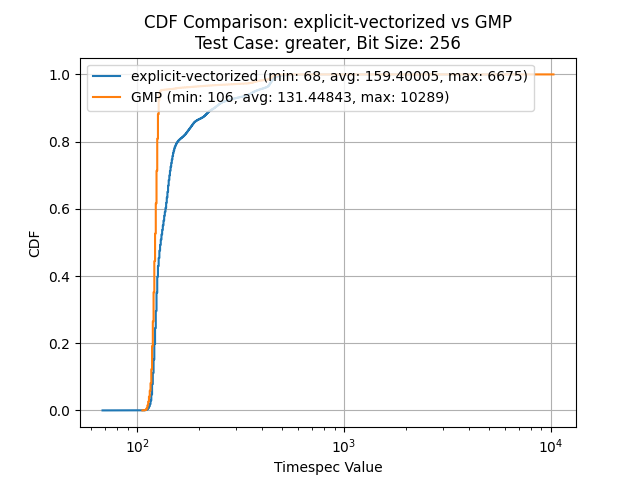 CDF Comparison: explicit-vectorized vs GMP
Test Case: greater, Bit Size: 256
explicit-vectorized (min: 68, avg: 159.40005, max: 6675)
GMP (min: 106, avg: 131.44843, max: 10289)
1.0
0.8
0.6
0.4
0.2
0.0
CDF
10² 10³ 10⁴
Timespec Value